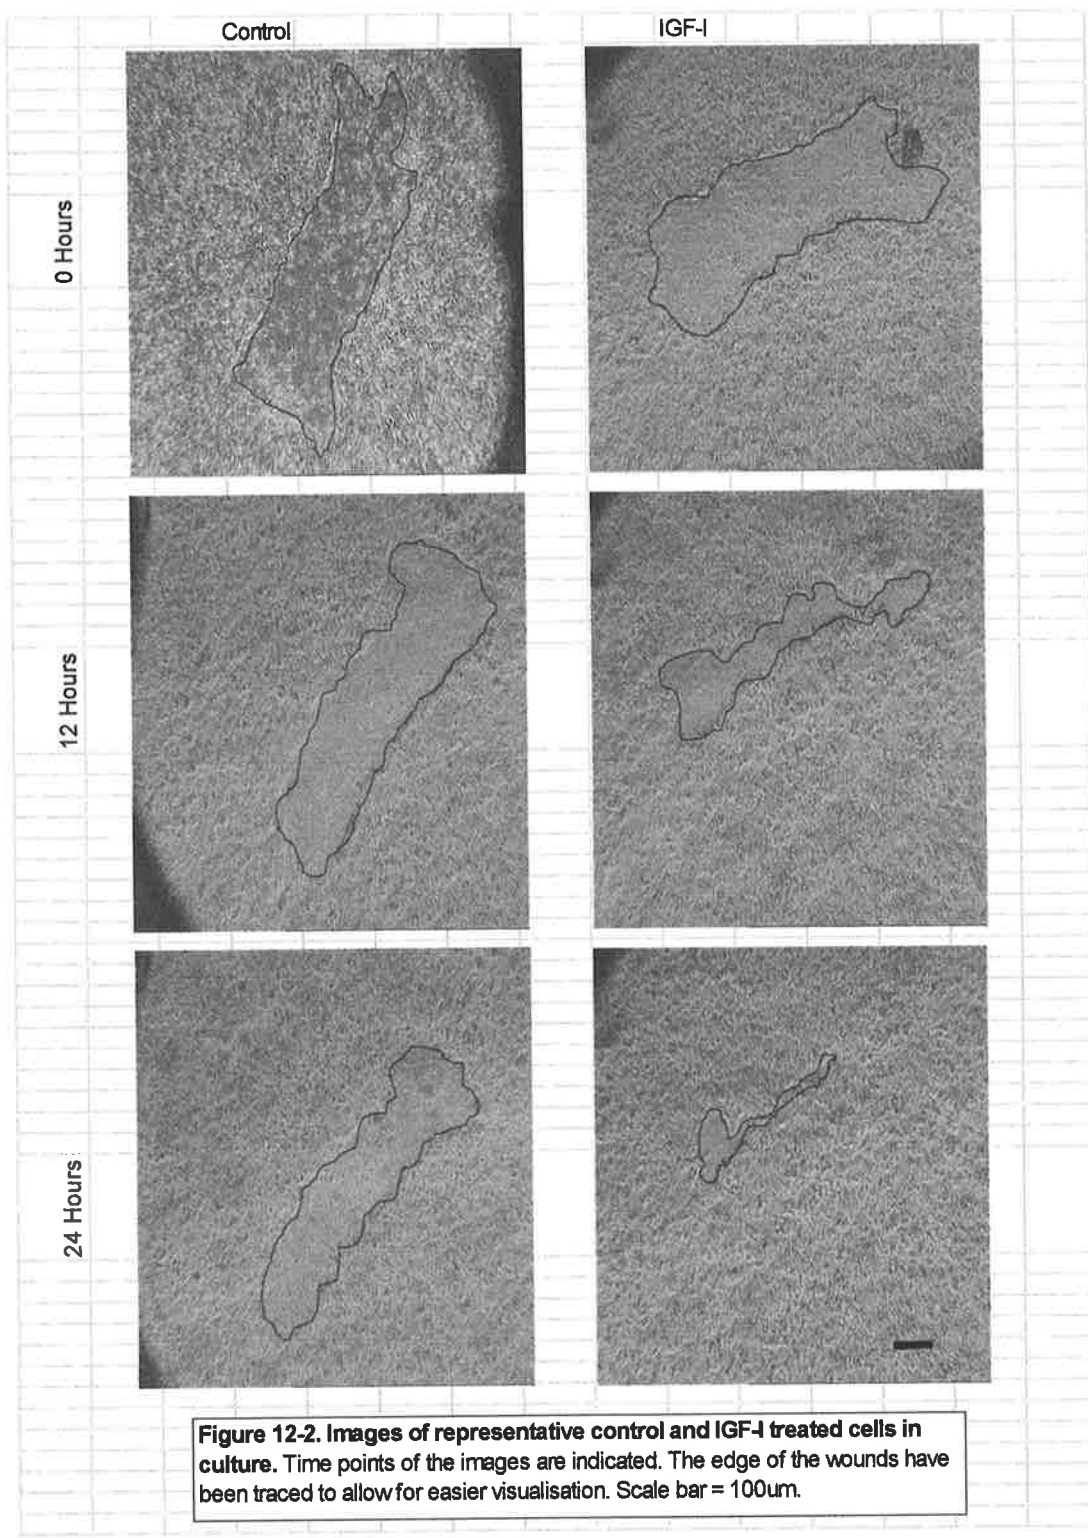 Control
IGF-I
0 Hours
12 Hours
24 Hours
Figure 12-2. Images of representative control and IGF-I treated cells in
culture. Time points of the images are indicated. The edge of the wounds have
been traced to allow for easier visualisation. Scale bar = 100um.